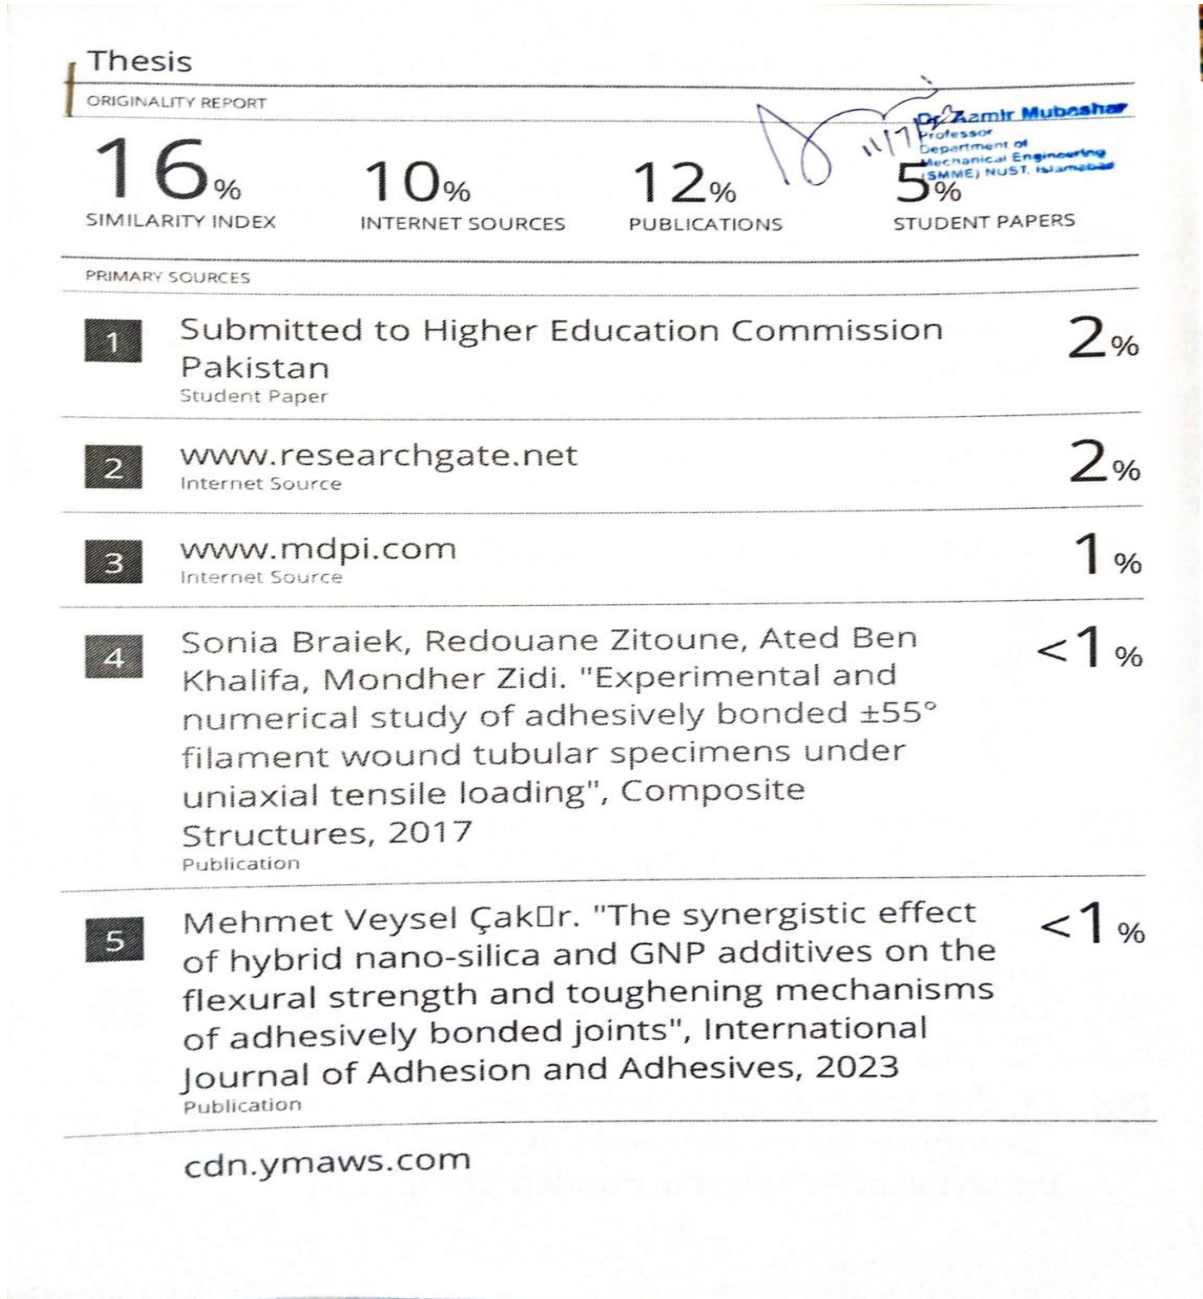 Thesis
ORIGINALITY REPORT
Dr. Aamir Mubashar
Professor
Department of
Mechanical Engineering
(SMME) NUST, Islamabad
11/7
16%
SIMILARITY INDEX
10%
INTERNET SOURCES
12%
PUBLICATIONS
5%
STUDENT PAPERS
PRIMARY SOURCES
1
Submitted to Higher Education Commission
Pakistan
Student Paper
2%
2
www.researchgate.net
Internet Source
2%
3
www.mdpi.com
Internet Source
1%
4
Sonia Braiek, Redouane Zitoune, Ated Ben
Khalifa, Mondher Zidi. "Experimental and
numerical study of adhesively bonded ±55°
filament wound tubular specimens under
uniaxial tensile loading", Composite
Structures, 2017
Publication
<1%
5
Mehmet Veysel Çak▯r. "The synergistic effect
of hybrid nano-silica and GNP additives on the
flexural strength and toughening mechanisms
of adhesively bonded joints", International
Journal of Adhesion and Adhesives, 2023
Publication
<1%
cdn.ymaws.com